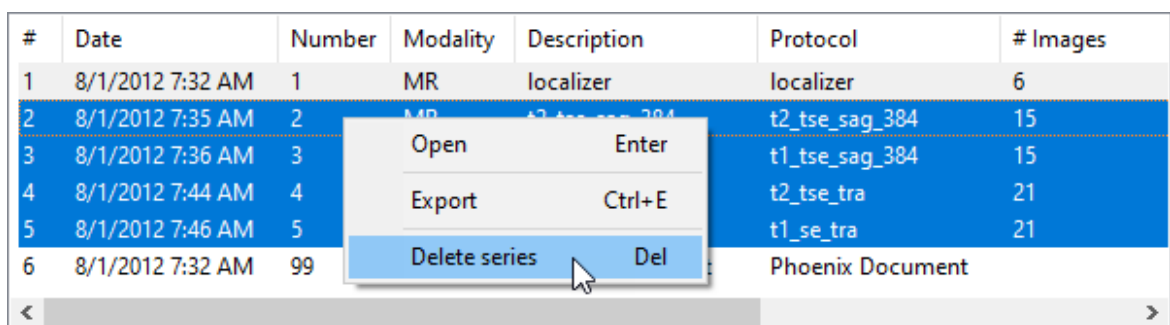 # Date Number Modality Description Protocol # Images
1 8/1/2012 7:32 AM 1 MR localizer localizer 6
2 8/1/2012 7:35 AM 2 MR t2_tse_sag_384 t2_tse_sag_384 15
3 8/1/2012 7:36 AM 3 t1_tse_sag_384 15
4 8/1/2012 7:44 AM 4 t2_tse_tra 21
5 8/1/2012 7:46 AM 5 t1_se_tra 21
6 8/1/2012 7:32 AM 99 Phoenix Document
Open Enter
Export Ctrl+E
Delete series Del